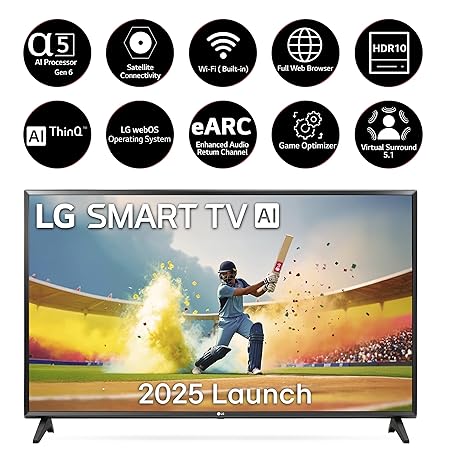 α5
AI Processor
Gen 6
Satellite
Connectivity
Wi-Fi ( Built-in)
Full Web Browser
HDR10
AI ThinQ™
LG webOS
Operating System
eARC
Enhanced Audio
Return Channel
Game Optimizer
Virtual Surround
5.1
LG SMART TV AI
2025 Launch
LG